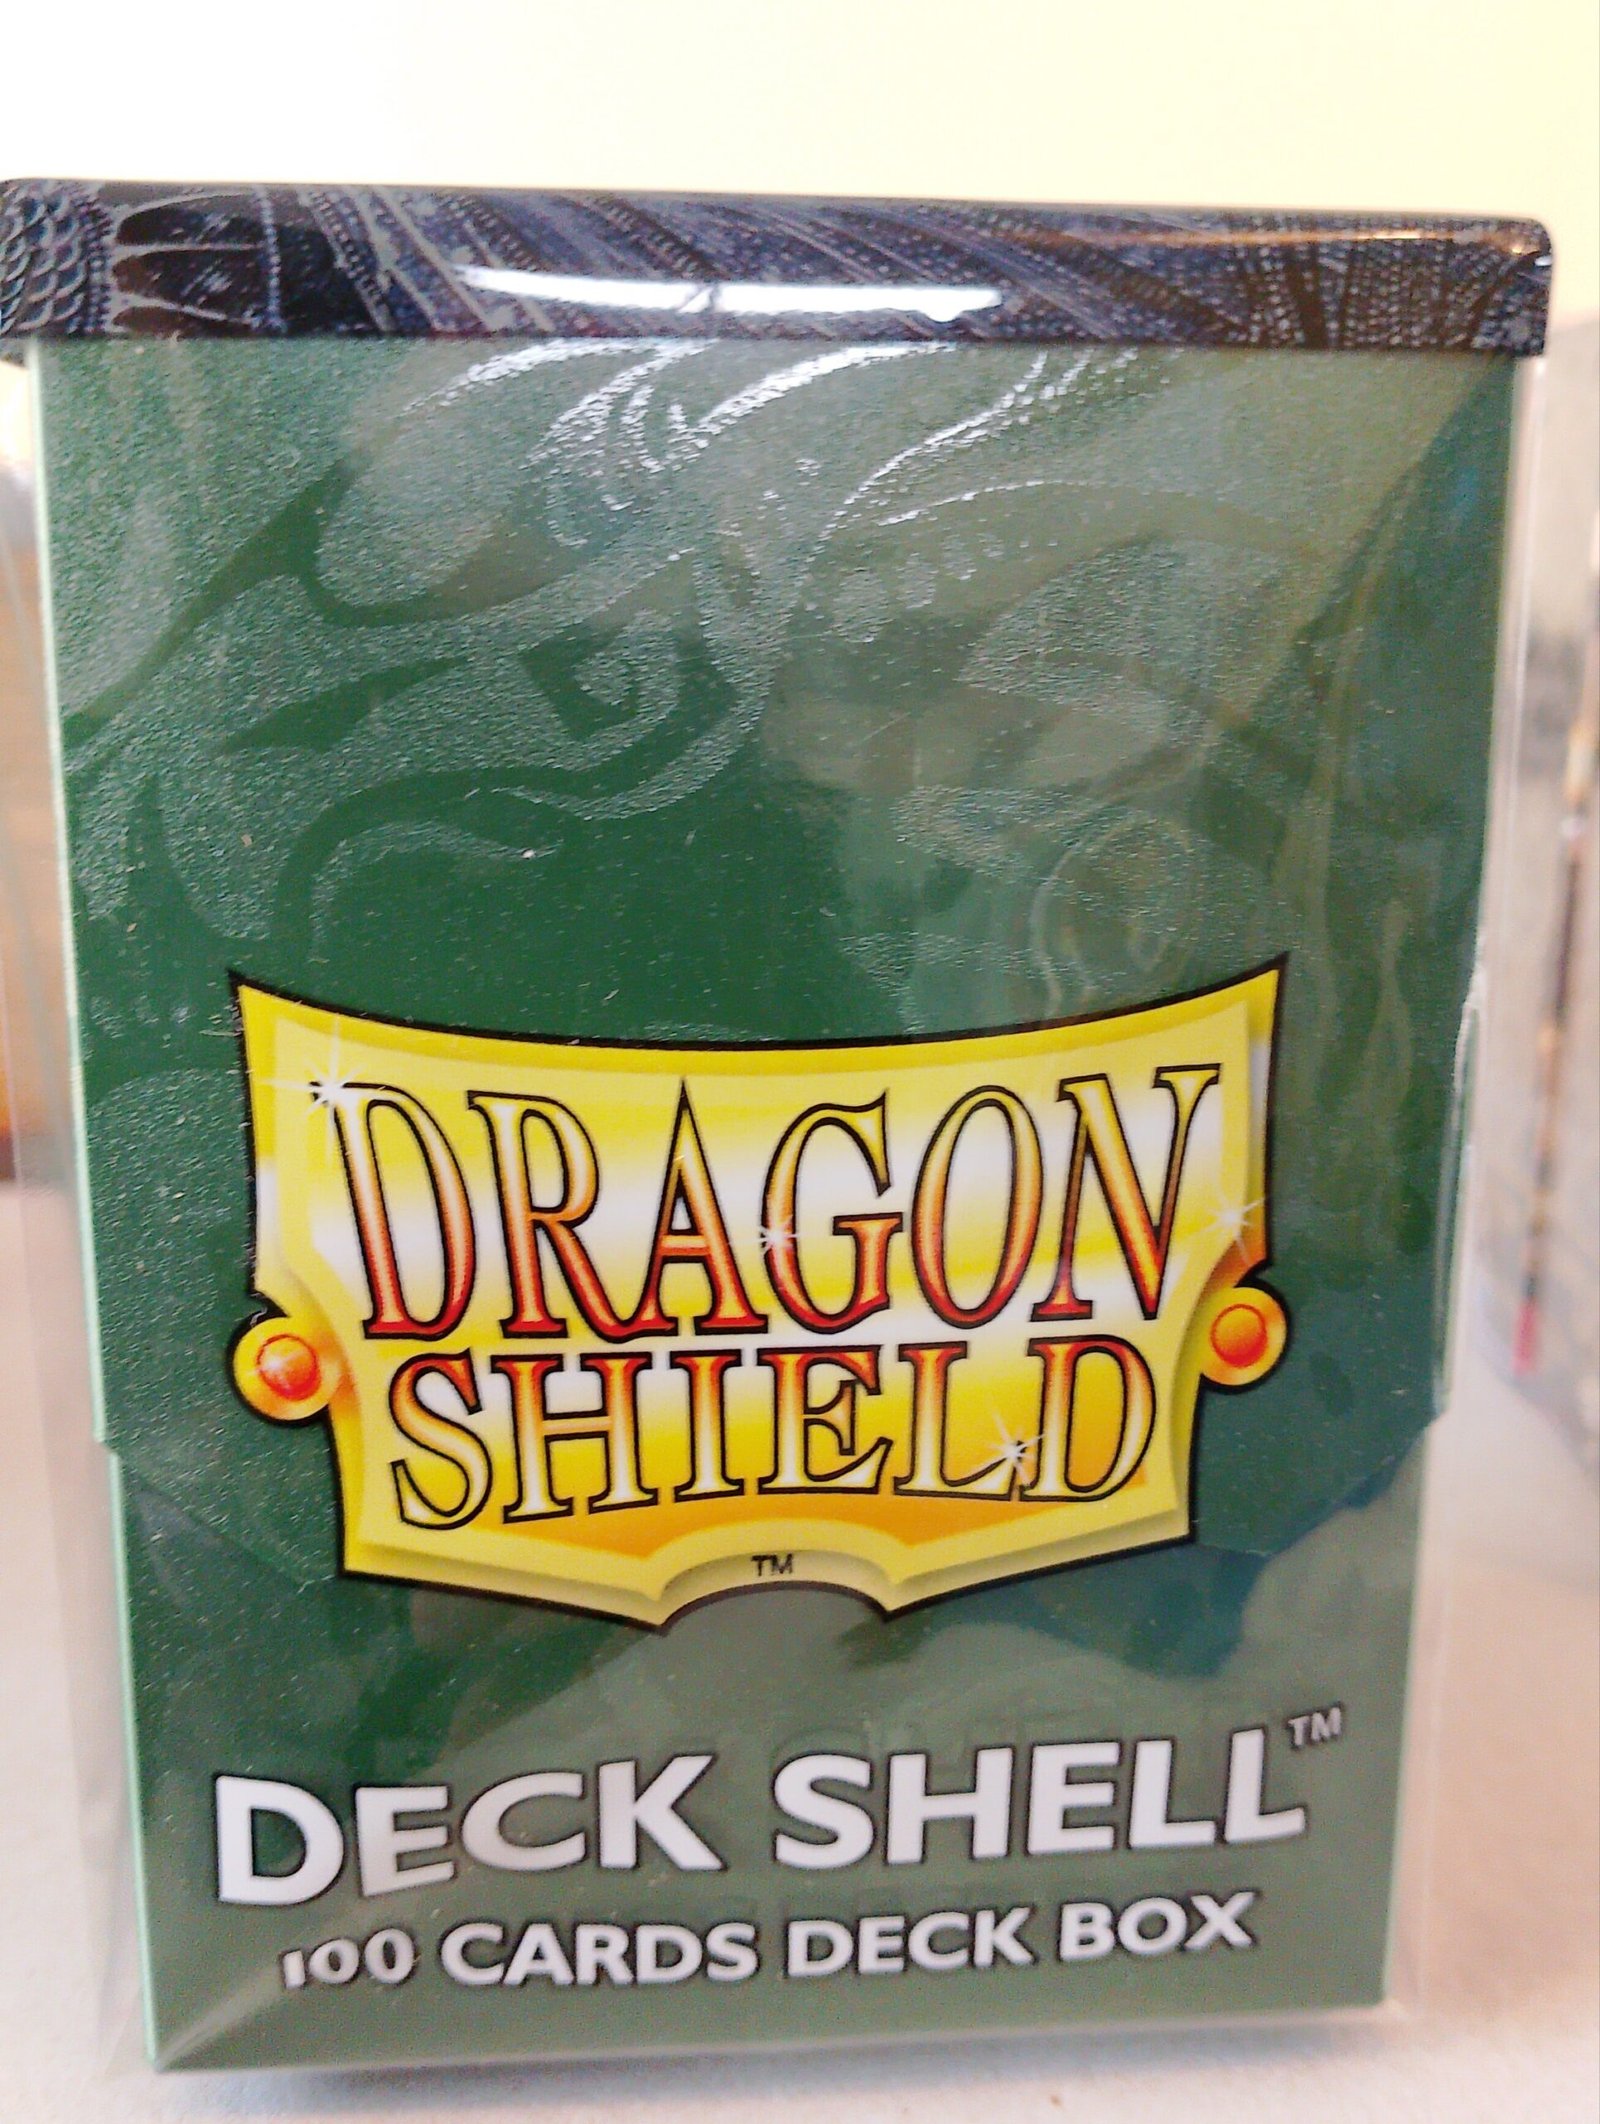 DRAGON
SHIELD
TM
DECK SHELL™
100 CARDS DECK BOX